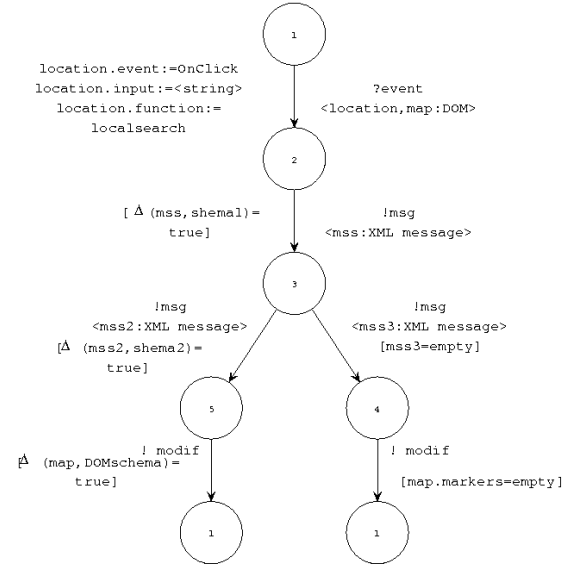 1
location.event:=OnClick
location.input:=<string>
location.function:=
localsearch
?event
<location,map:DOM>
2
[ Δ (mss,shema1)=
true]
!msg
<mss:XML message>
3
!msg
<mss2:XML message>
[Δ (mss2,shema2)=
true]
!msg
<mss3:XML message>
[mss3=empty]
5
4
! modif
[Δ (map,DOMschema)=
true]
! modif
[map.markers=empty]
1
1